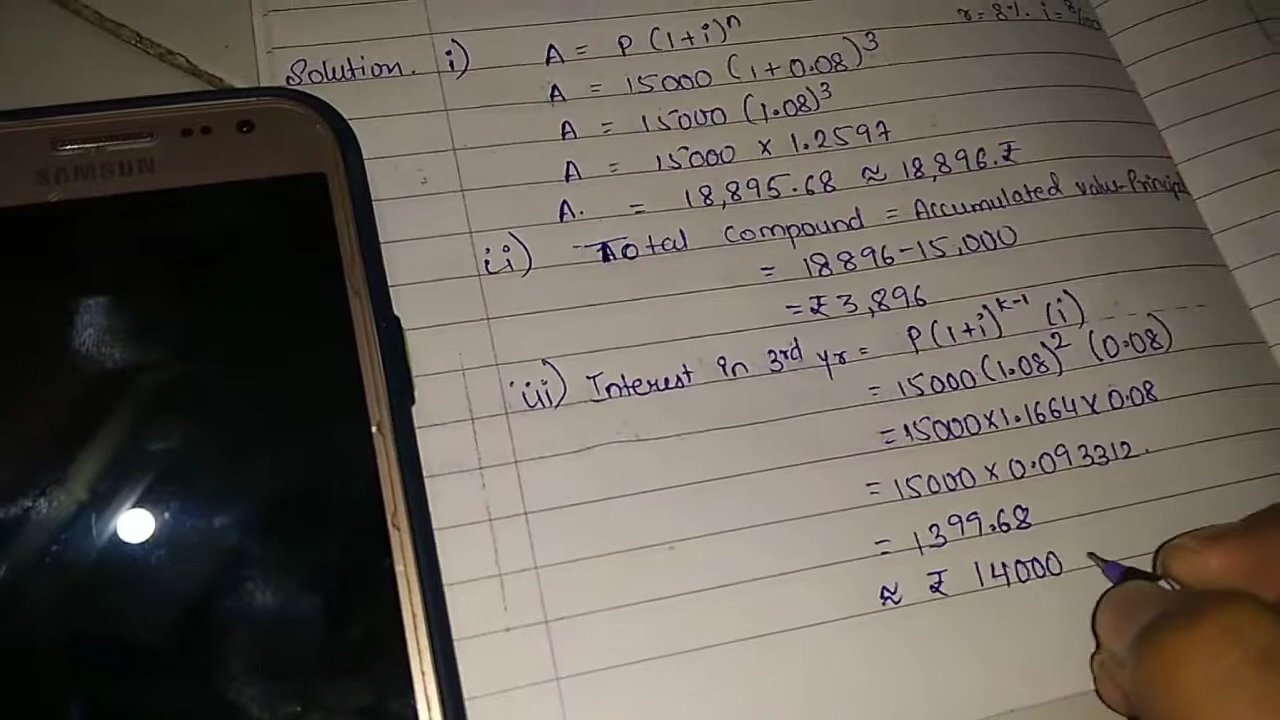 r = 8%. i = 8/100
Solution. i) A = P (1+i)^n
A = 15000 (1+0.08)^3
A = 15000 (1.08)^3
A = 15000 × 1.2597
A. = 18,895.68 ≈ 18,896.₹
ii) Total compound = Accumulated value-Princip
= 18896-15,000
= ₹3,896
iii) Interest in 3rd yr = P(1+i)^k-1 (i)
= 15000(1.08)^2 (0.08)
= 15000×1.1664×0.08
= 15000×0.093312.
= 1399.68
≈ ₹ 14000
SAMSUN